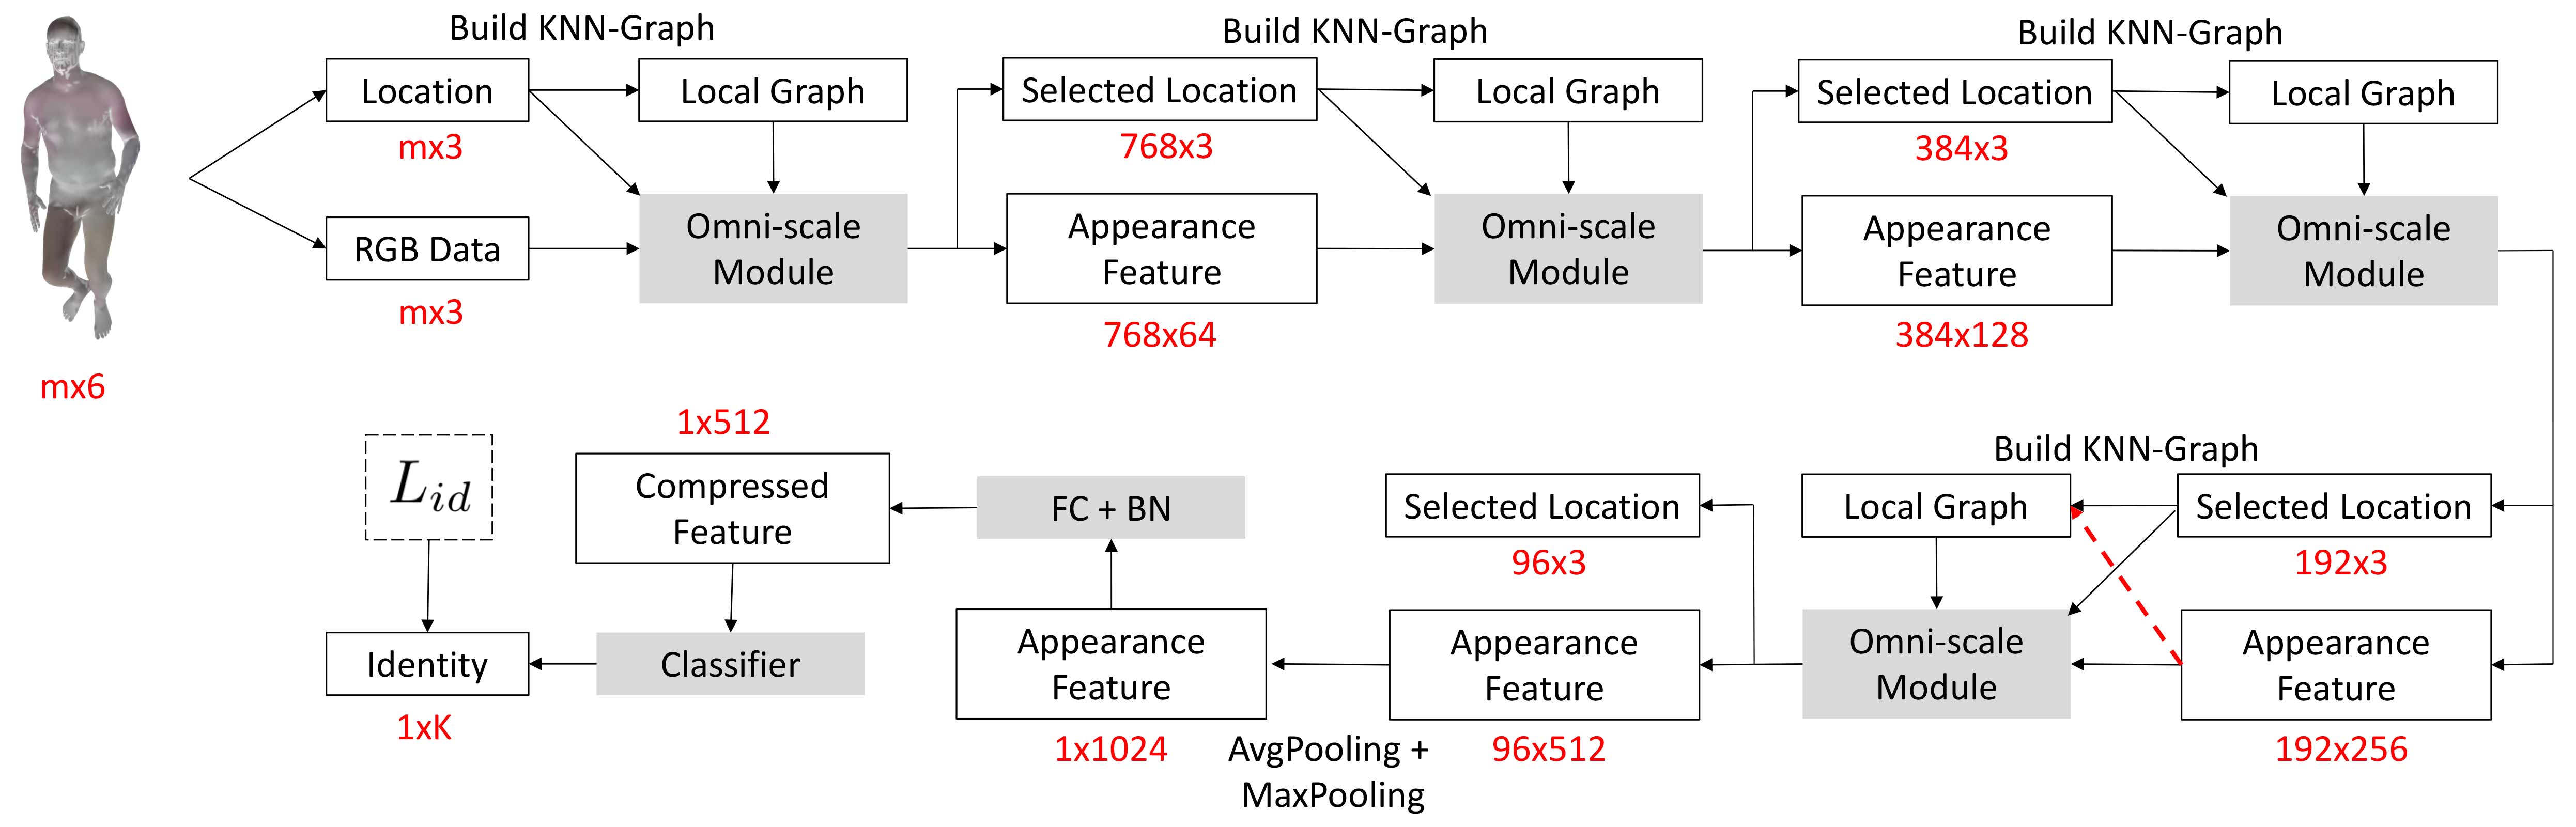 Build KNN-Graph
Build KNN-Graph
Build KNN-Graph
Location
Local Graph
Selected Location
Local Graph
Selected Location
Local Graph
mx3
768x3
384x3
RGB Data
Omni-scale
Module
Appearance
Feature
Omni-scale
Module
Appearance
Feature
Omni-scale
Module
mx3
768x64
384x128
mx6
1x512
Build KNN-Graph
L_{id}
Compressed
Feature
FC + BN
Selected Location
Local Graph
Selected Location
96x3
192x3
Identity
Classifier
Appearance
Feature
Appearance
Feature
Omni-scale
Module
Appearance
Feature
1xK
1x1024
AvgPooling +
MaxPooling
96x512
192x256